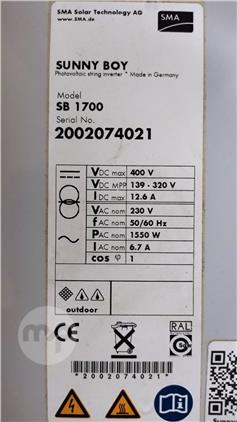 SMA Solar Technology AG
www.SMA.de
SMA
SUNNY BOY
Photovoltaic string inverter * Made in Germany
Model
SB 1700
Serial No.
2002074021
VDC max 400 V
VDC MPP 139 - 320 V
IDC max 12.6 A
VAC nom 230 V
fAC nom 50/60 Hz
PAC nom 1550 W
IAC nom 6.7 A
cos φ 1
outdoor
CE
RAL
*2002074021*